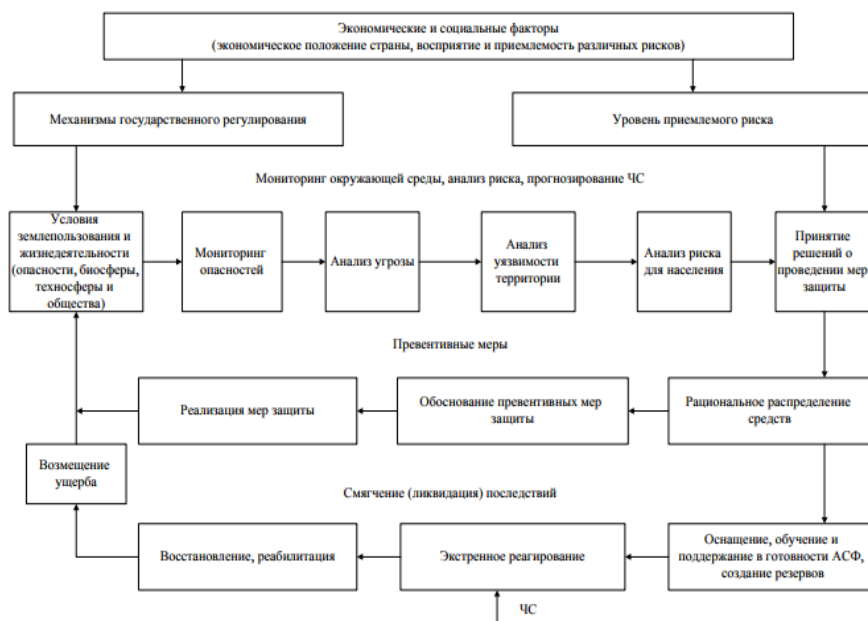 Экономические и социальные факторы
(экономическое положение страны, восприятие и приемлемость различных рисков)
Механизмы государственного регулирования
Уровень приемлемого риска
Мониторинг окружающей среды, анализ риска, прогнозирование ЧС
Условия
землепользования и
жизнедеятельности
(опасности, биосферы,
техносферы и
общества)
Мониторинг
опасностей
Анализ угрозы
Анализ
уязвимости
территории
Анализ риска
для населения
Принятие
решений о
проведении мер
защиты
Превентивные меры
Реализация мер защиты
Обоснование превентивных мер
защиты
Рациональное распределение
средств
Возмещение
ущерба
Смягчение (ликвидация) последствий
Восстановление, реабилитация
Экстренное реагирование
Оснащение, обучение и
поддержание в готовности АСФ,
создание резервов
ЧС